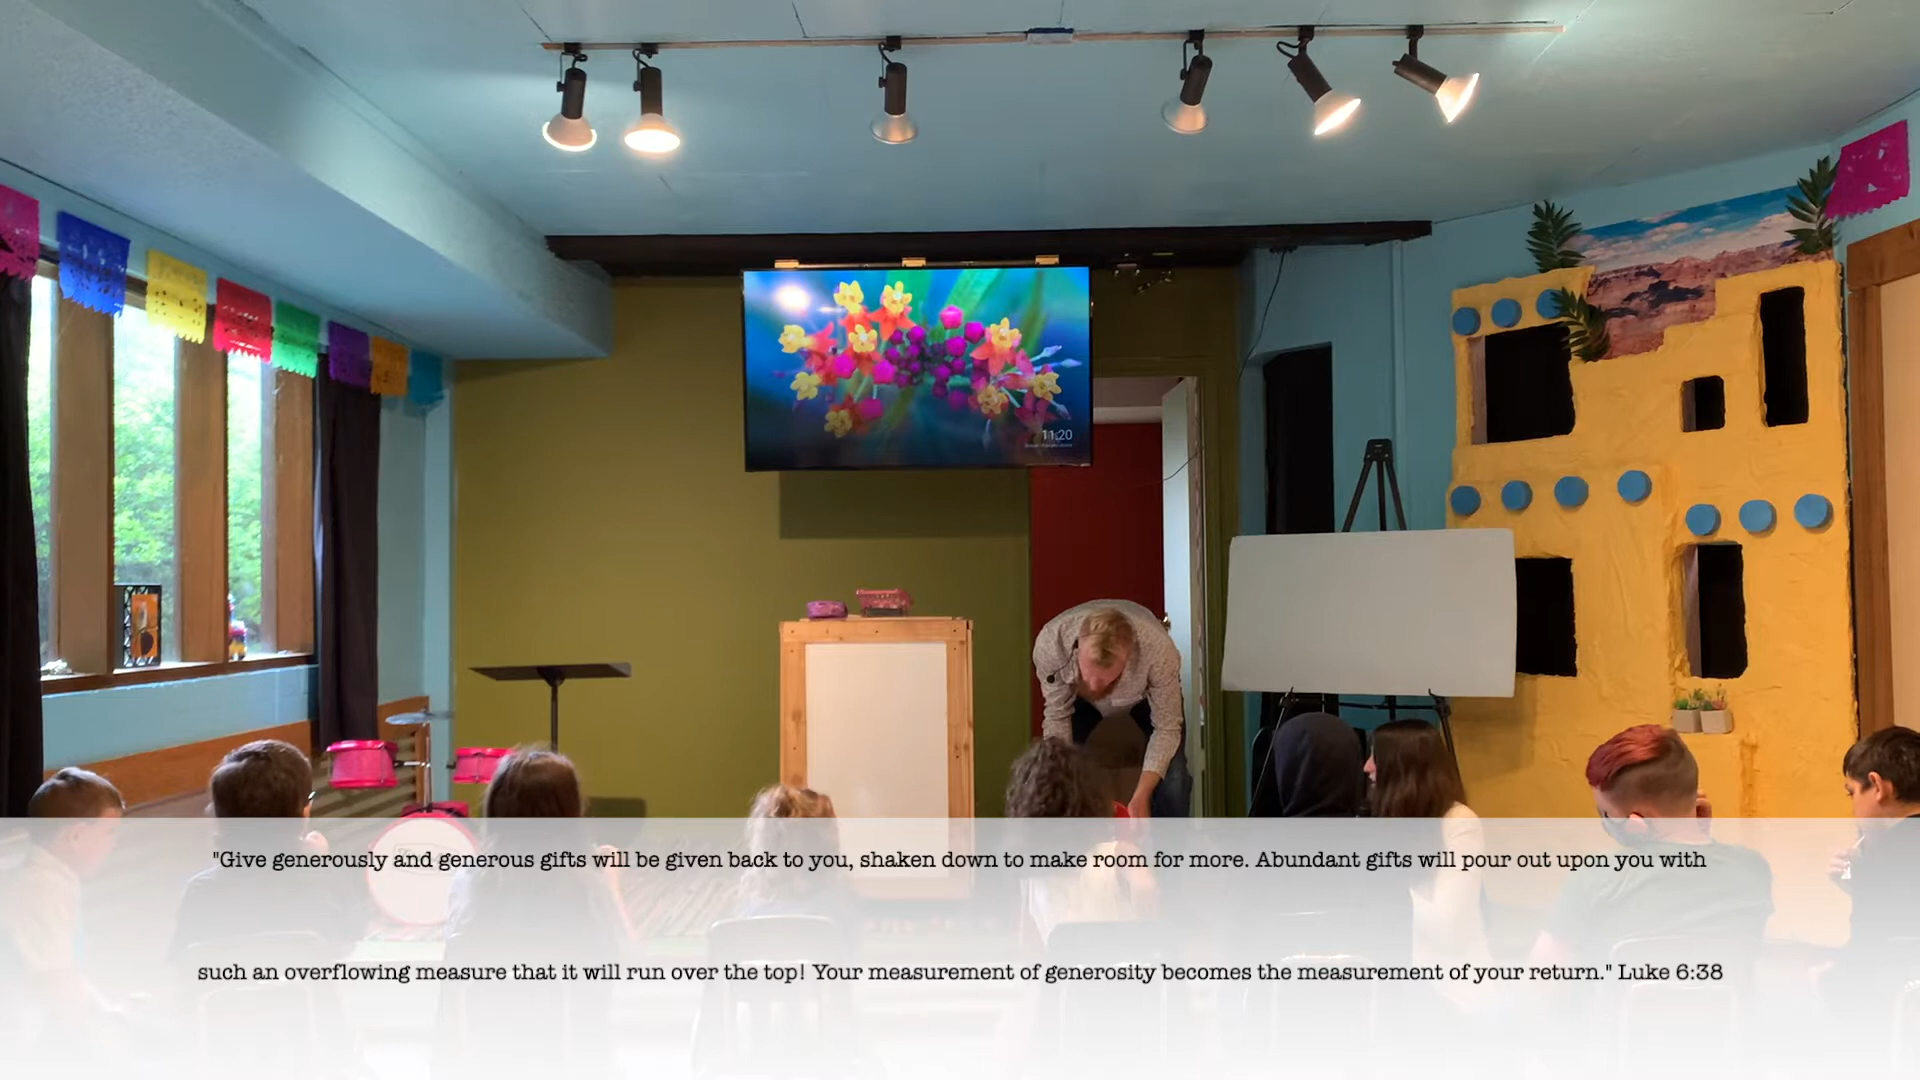 11:20
"Give generously and generous gifts will be given back to you, shaken down to make room for more. Abundant gifts will pour out upon you with
such an overflowing measure that it will run over the top! Your measurement of generosity becomes the measurement of your return." Luke 6:38